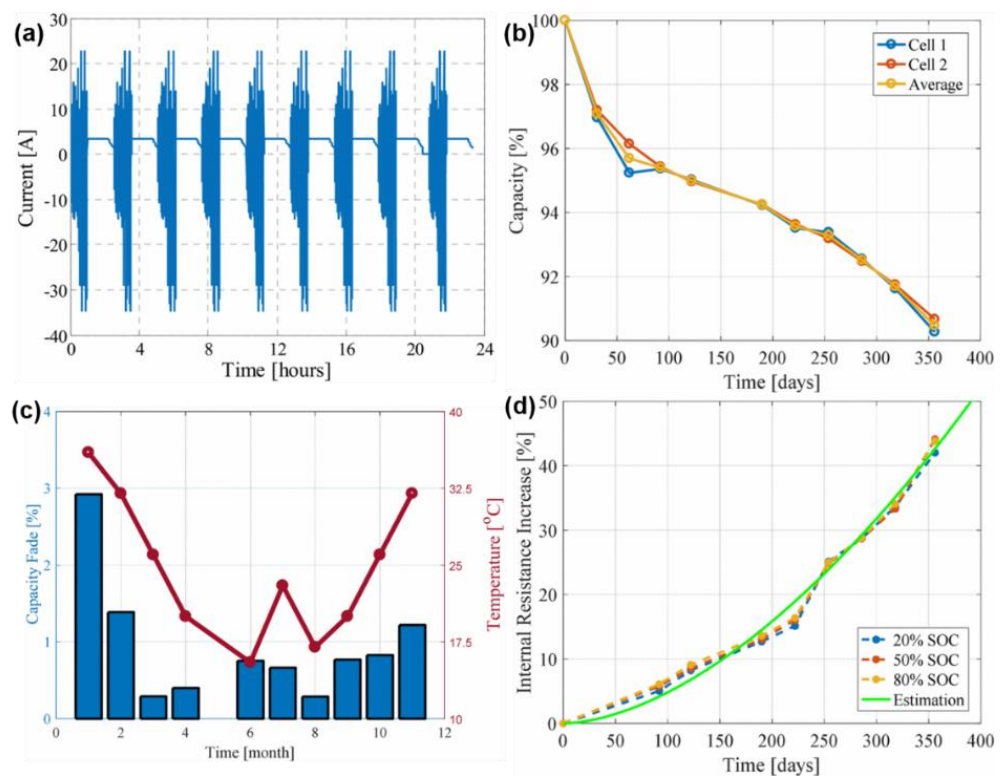 (a)
Current [A]
30
20
10
0
-10
-20
-30
-40
0 4 8 12 16 20 24
Time [hours]
(b)
Capacity [%]
100
98
96
94
92
90
0 50 100 150 200 250 300 350 400
Time [days]
Cell 1
Cell 2
Average
(c)
Capacity Fade [%]
4
3
2
1
0
0 2 4 6 8 10 12
Time [month]
40
32.5
25
17.5
10
Temperature [°C]
(d)
Internal Resistance Increase [%]
50
40
30
20
10
0
0 50 100 150 200 250 300 350 400
Time [days]
20% SOC
50% SOC
80% SOC
Estimation